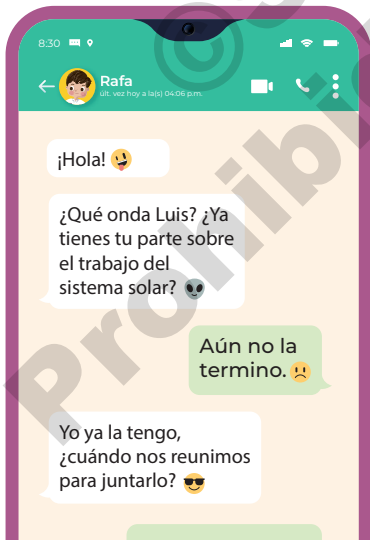 8:30
Rafa
últ. vez hoy a la(s) 04:06 p.m.
¡Hola! 😜
¿Qué onda Luis? ¿Ya
tienes tu parte sobre
el trabajo del
sistema solar? 👽
Aún no la
termino. 🙁
Yo ya la tengo,
¿cuándo nos reunimos
para juntarlo? 😎
©
Prohibi